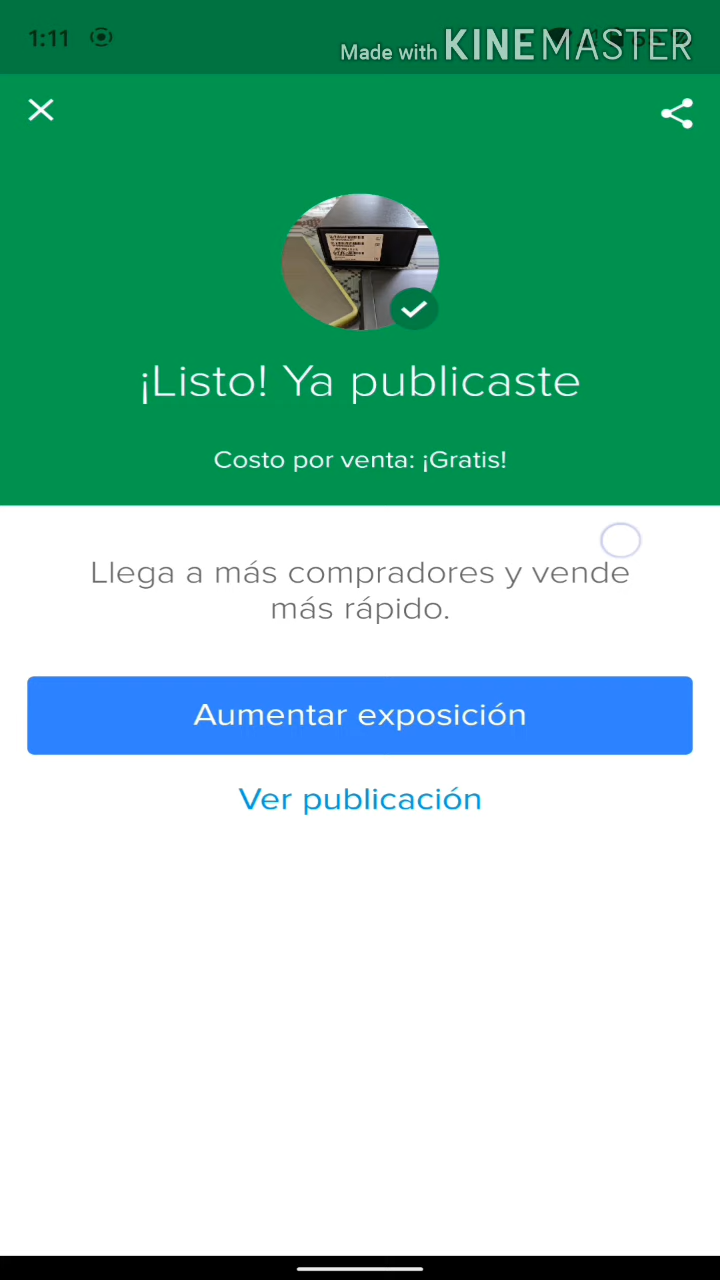 1:11
Made with KINEMASTER
¡Listo! Ya publicaste
Costo por venta: ¡Gratis!
Llega a más compradores y vende
más rápido.
Aumentar exposición
Ver publicación